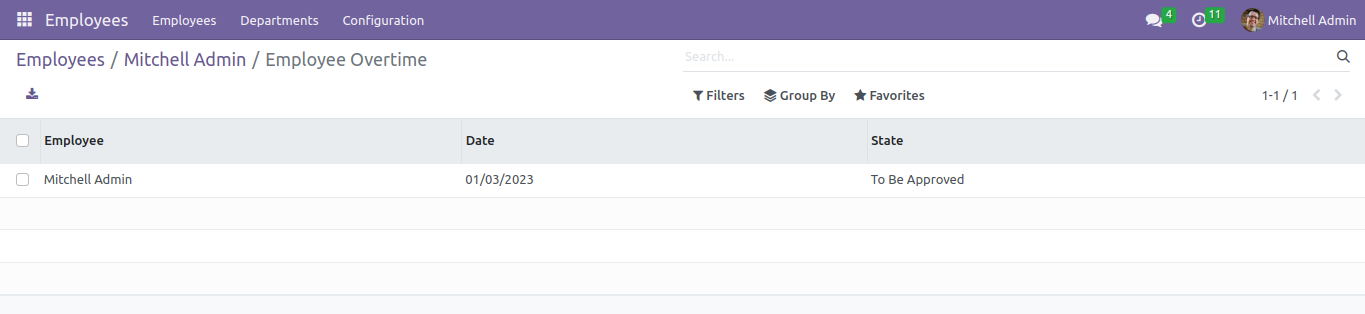 Employees Employees Departments Configuration 4 11 Mitchell Admin
Employees / Mitchell Admin / Employee Overtime Search...
Filters Group By Favorites 1-1 / 1
Employee Date State
Mitchell Admin 01/03/2023 To Be Approved